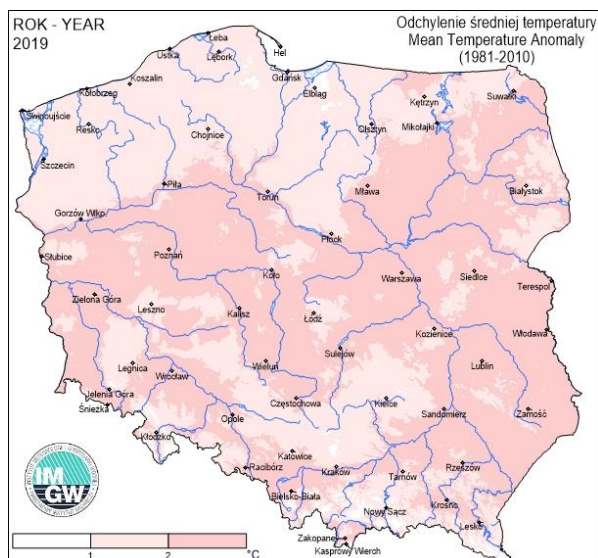 ROK - YEAR
2019
Odchylenie średniej temperatury
Mean Temperature Anomaly
(1981-2010)
Łeba
Hel
Ustka
Lębork
Gdańsk
Koszalin
Elbląg
Kętrzyn
Suwałki
Kołobrzeg
Świnoujście
Resko
Chojnice
Olsztyn
Mikołajki
Szczecin
Piła
Toruń
Mława
Białystok
Gorzów Wlkp.
Płock
Słubice
Poznań
Koło
Warszawa
Siedlce
Terespol
Zielona Góra
Leszno
Kalisz
Łódź
Kozienice
Włodawa
Legnica
Wrocław
Wieluń
Sulejów
Lublin
Jelenia Góra
Śnieżka
Częstochowa
Kielce
Sandomierz
Zamość
Opole
Kłodzko
Katowice
Racibórz
Kraków
Tarnów
Rzeszów
Bielsko-Biała
Nowy Sącz
Krosno
Lesko
Zakopane
Kasprowy Wierch
IM
GW
1
2
°C